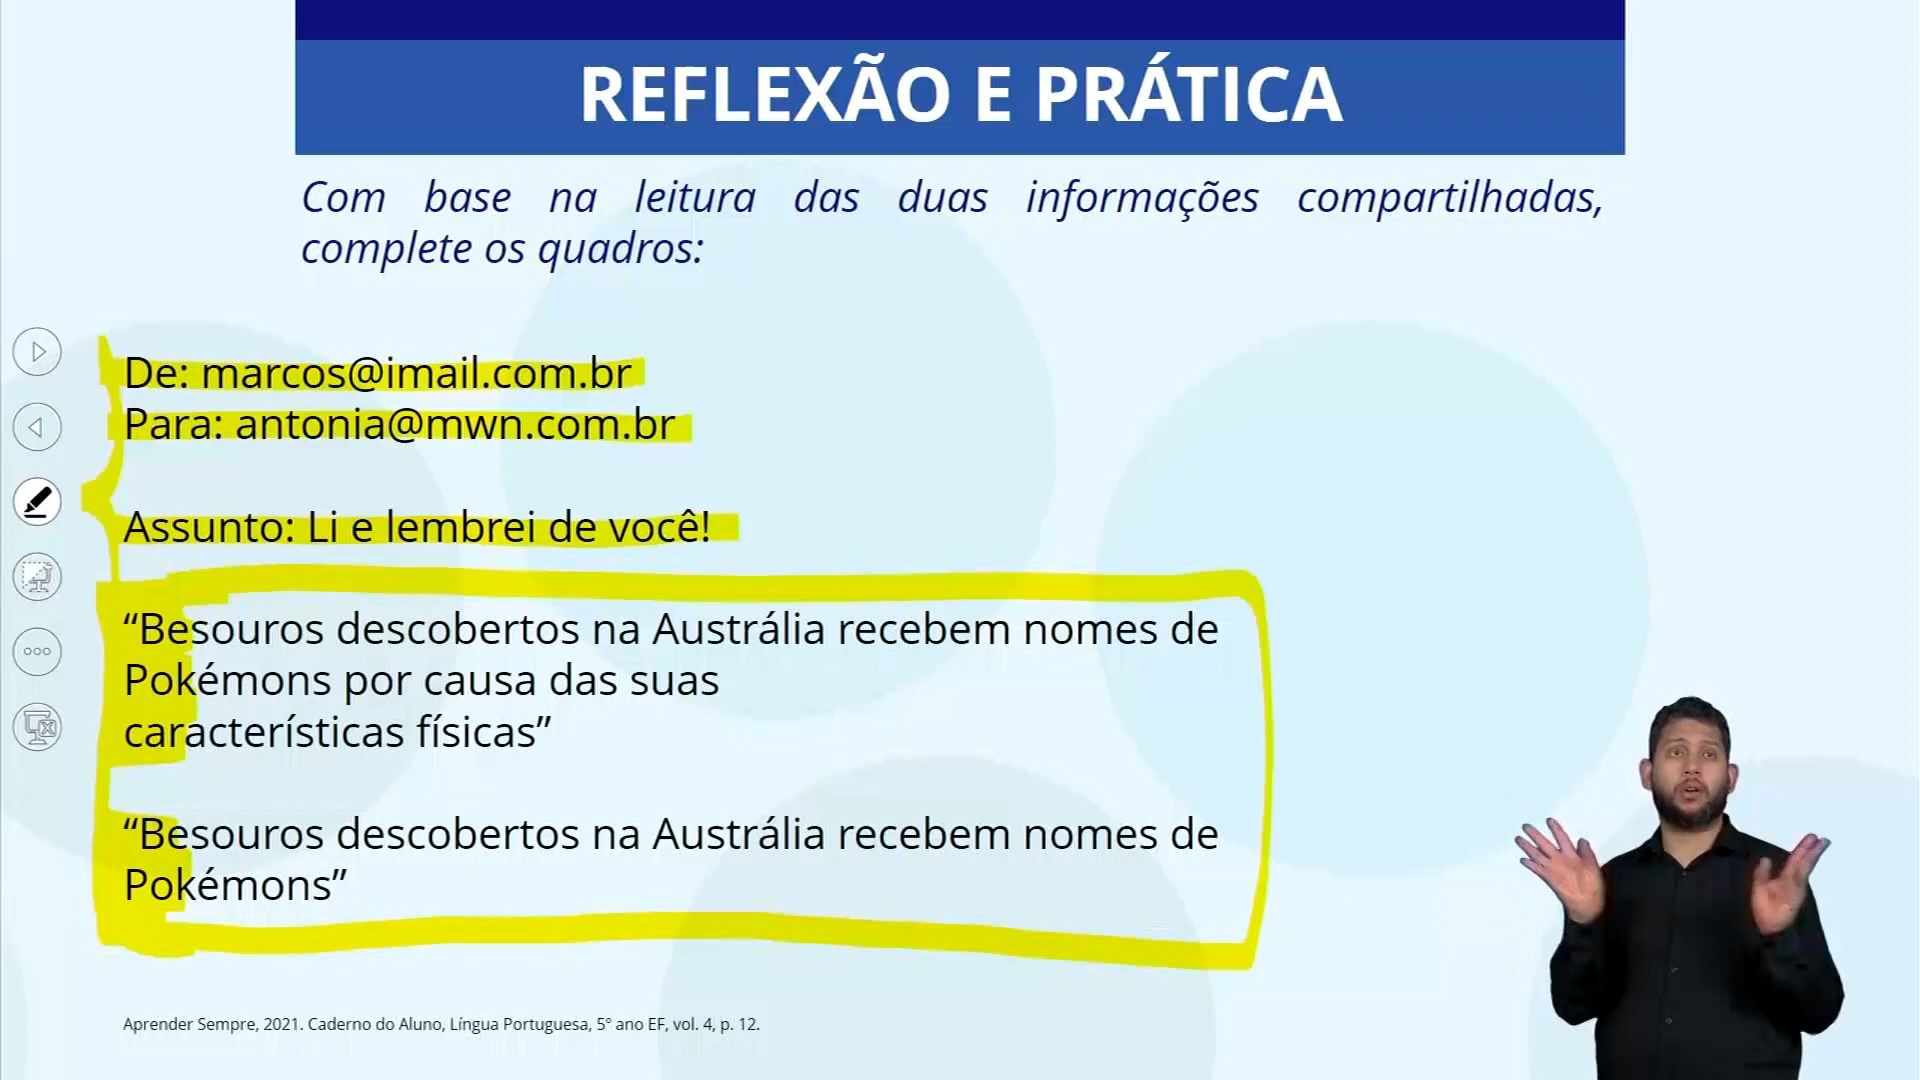 REFLEXÃO E PRÁTICA
Com base na leitura das duas informações compartilhadas,
complete os quadros:
De: marcos@imail.com.br
Para: antonia@mwn.com.br
Assunto: Li e lembrei de você!
“Besouros descobertos na Austrália recebem nomes de
Pokémons por causa das suas
características físicas”
“Besouros descobertos na Austrália recebem nomes de
Pokémons”
Aprender Sempre, 2021. Caderno do Aluno, Língua Portuguesa, 5º ano EF, vol. 4, p. 12.